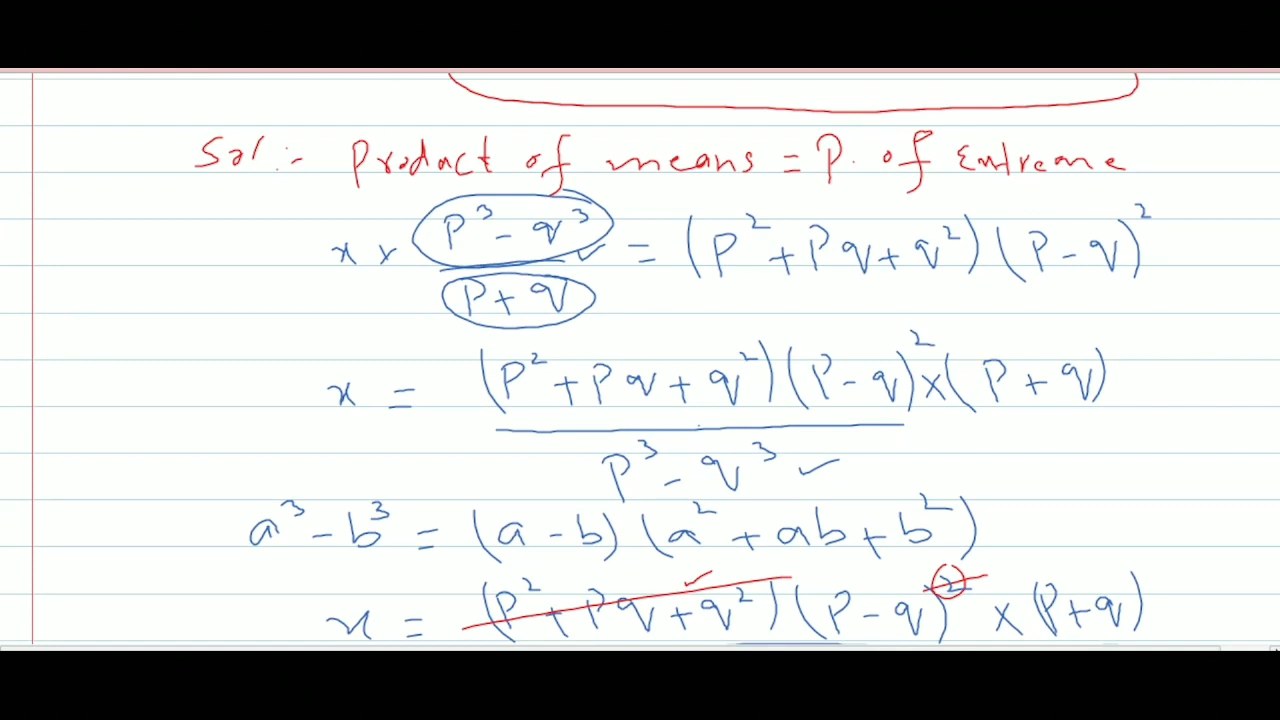 Sol :- Product of means = P. of Extreme
x × (P³ - q³)/(P + q) = (P² + Pq + q²)(P - q)²
x = (P² + Pq + q²)(P - q)² × (P + q)
P³ - q³
a³ - b³ = (a - b)(a² + ab + b²)
x = (P² + Pq + q²)(P - q)² × (P + q)